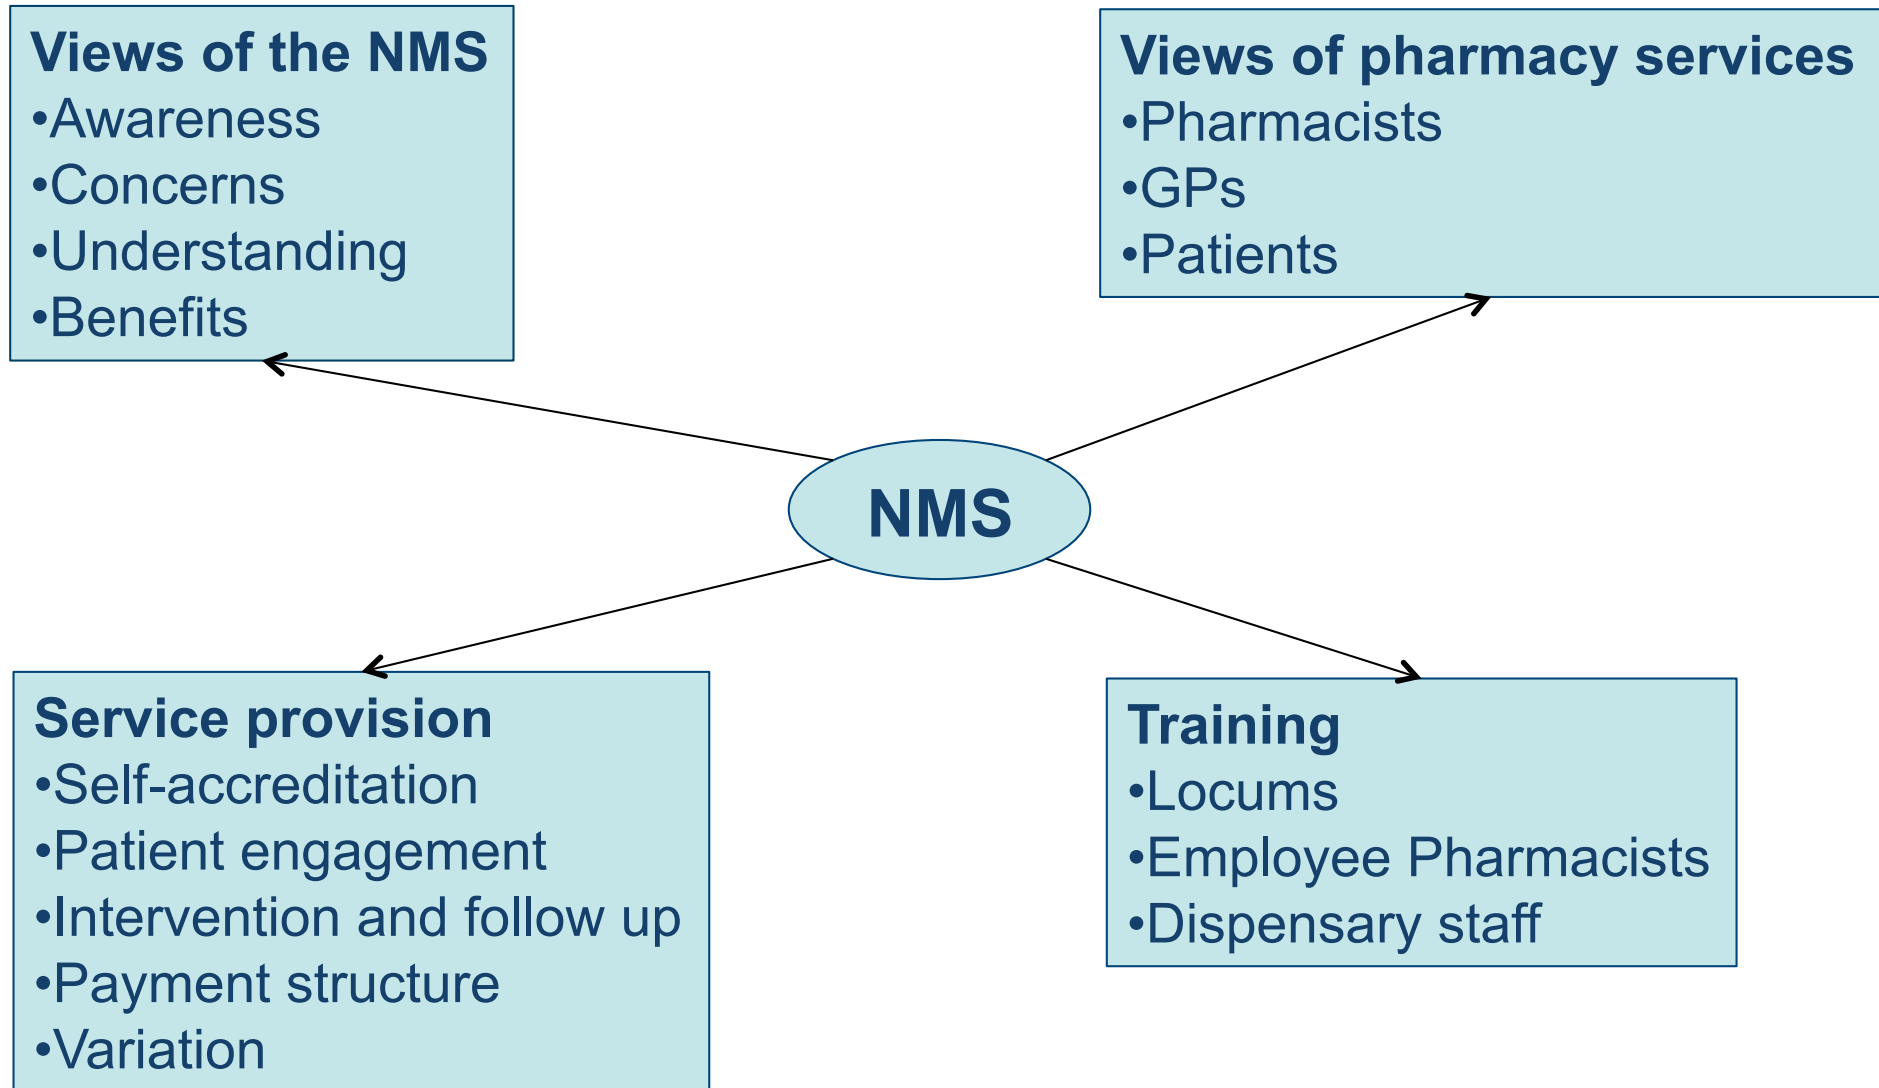 Views of the NMS
•Awareness
•Concerns
•Understanding
•Benefits
Views of pharmacy services
•Pharmacists
•GPs
•Patients
NMS
Service provision
•Self-accreditation
•Patient engagement
•Intervention and follow up
•Payment structure
•Variation
Training
•Locums
•Employee Pharmacists
•Dispensary staff